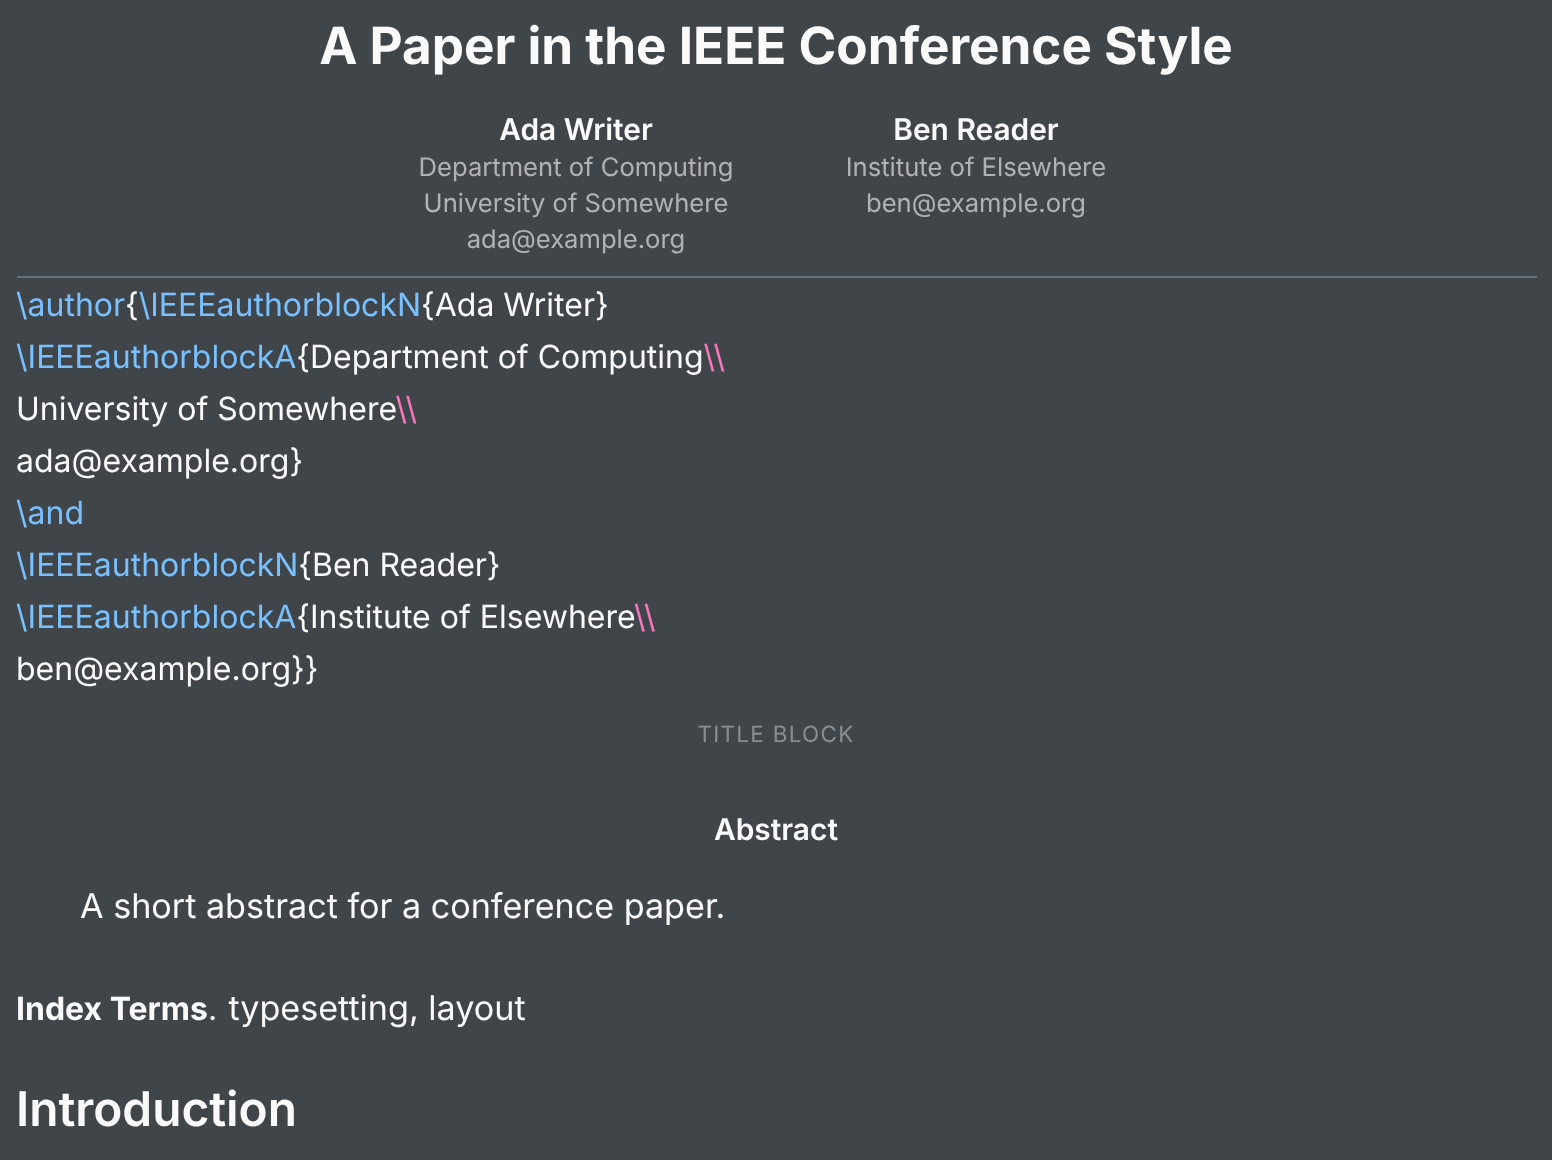 A Paper in the IEEE Conference Style
Ada Writer
Department of Computing
University of Somewhere
ada@example.org
Ben Reader
Institute of Elsewhere
ben@example.org
\author{\IEEEauthorblockN{Ada Writer}
\IEEEauthorblockA{Department of Computing\\
University of Somewhere\\
ada@example.org}
\and
\IEEEauthorblockN{Ben Reader}
\IEEEauthorblockA{Institute of Elsewhere\\
ben@example.org}}
TITLE BLOCK
Abstract
A short abstract for a conference paper.
Index Terms. typesetting, layout
Introduction